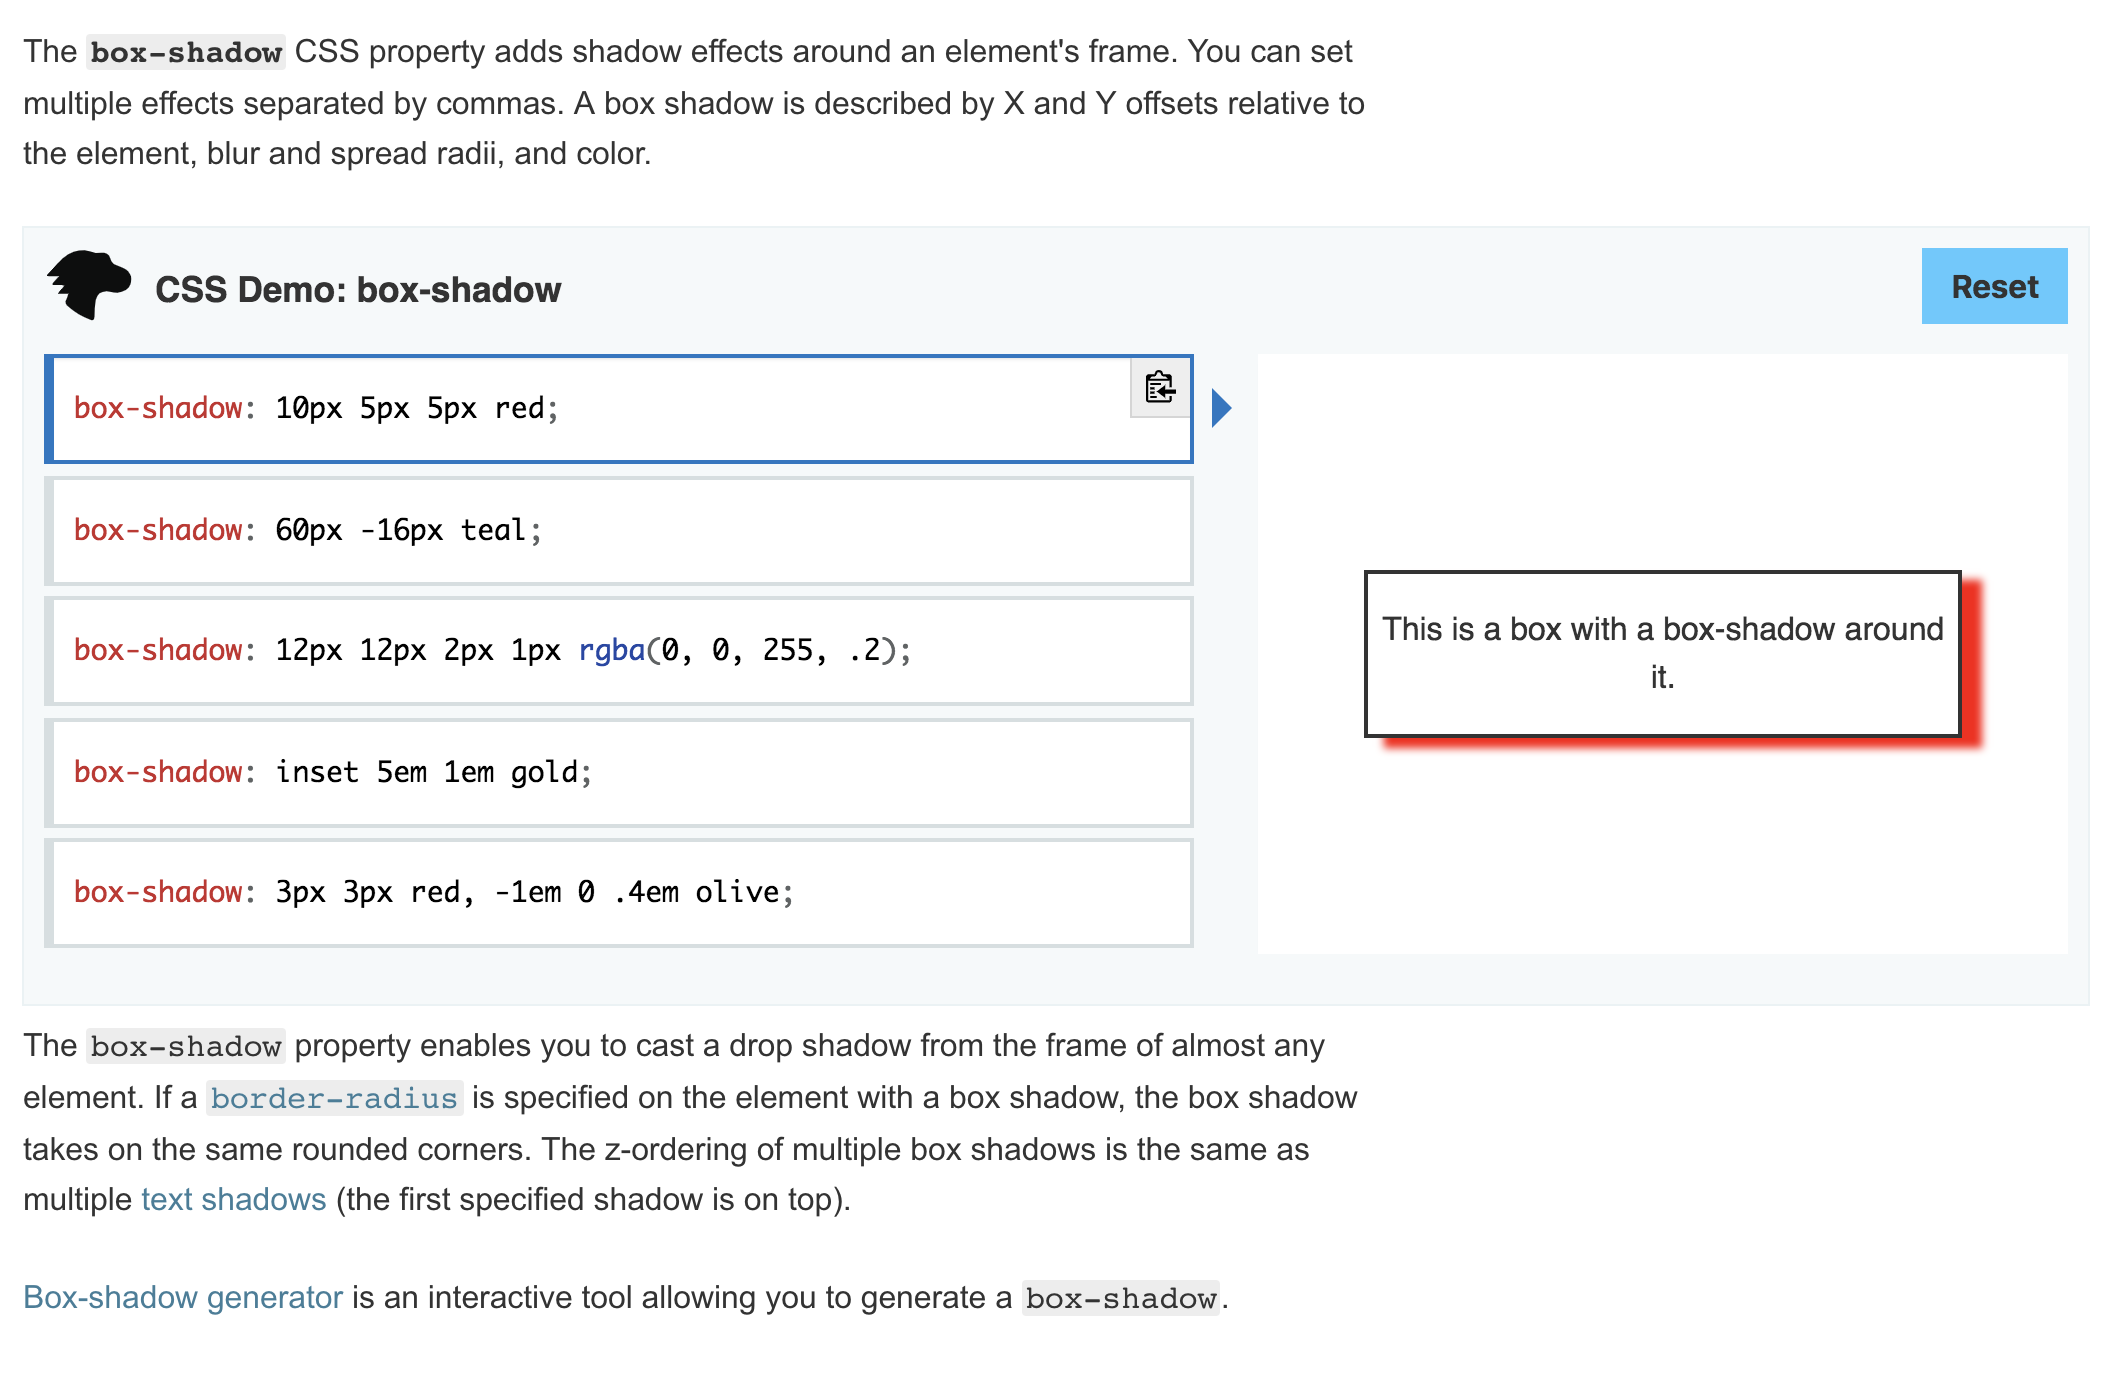 The box-shadow CSS property adds shadow effects around an element's frame. You can set
multiple effects separated by commas. A box shadow is described by X and Y offsets relative to
the element, blur and spread radii, and color.
CSS Demo: box-shadow
Reset
box-shadow: 10px 5px 5px red;
box-shadow: 60px -16px teal;
box-shadow: 12px 12px 2px 1px rgba(0, 0, 255, .2);
box-shadow: inset 5em 1em gold;
box-shadow: 3px 3px red, -1em 0 .4em olive;
This is a box with a box-shadow around
it.
The box-shadow property enables you to cast a drop shadow from the frame of almost any
element. If a border-radius is specified on the element with a box shadow, the box shadow
takes on the same rounded corners. The z-ordering of multiple box shadows is the same as
multiple text shadows (the first specified shadow is on top).
Box-shadow generator is an interactive tool allowing you to generate a box-shadow.